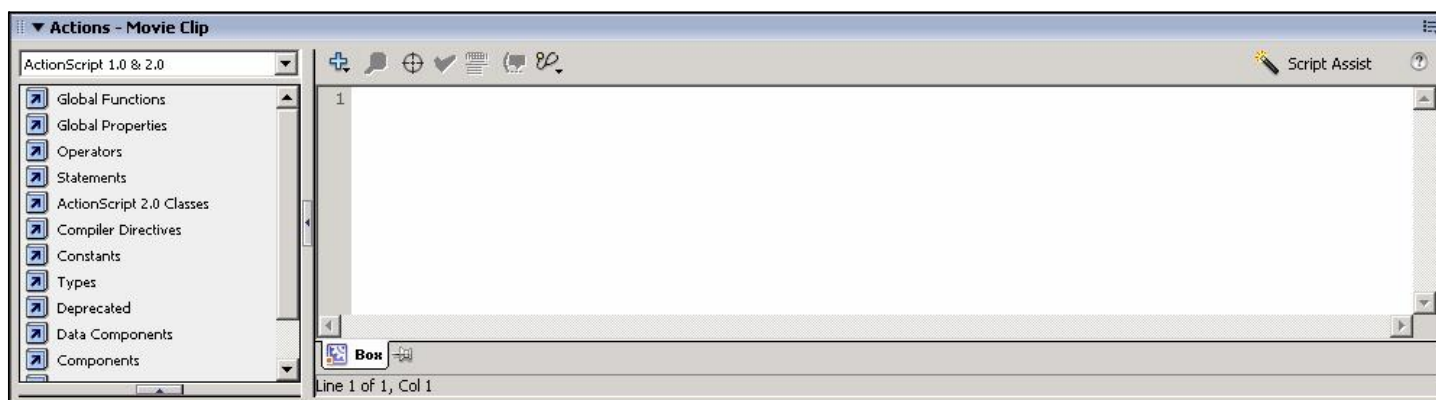 Actions - Movie Clip
ActionScript 1.0 & 2.0
Script Assist
Global Functions
Global Properties
Operators
Statements
ActionScript 2.0 Classes
Compiler Directives
Constants
Types
Deprecated
Data Components
Components
1
Box
Line 1 of 1, Col 1